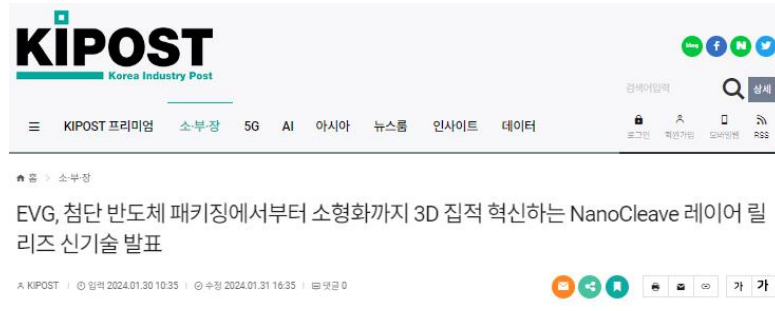 KIPOST
Korea Industry Post
blog f N
검색어입력 상세
KIPOST 프리미엄 소·부·장 5G AI 아시아 뉴스룸 인사이트 데이터
로그인 회원가입 모바일웹 RSS
홈 > 소·부·장
EVG, 첨단 반도체 패키징에서부터 소형화까지 3D 집적 혁신하는 NanoCleave 레이어 릴
리즈 신기술 발표
KIPOST | 입력 2024.01.30 10:35 | 수정 2024.01.31 16:35 | 댓글 0
가 가